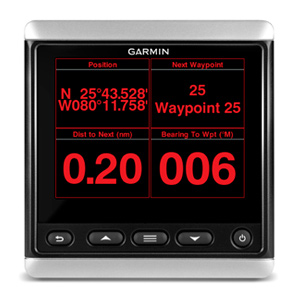 GARMIN
Position
Next Waypoint
N 25°43.528'
W080°11.758'
25
Waypoint 25
Dist to Next (nm)
Bearing To Wpt (°M)
0.20
006